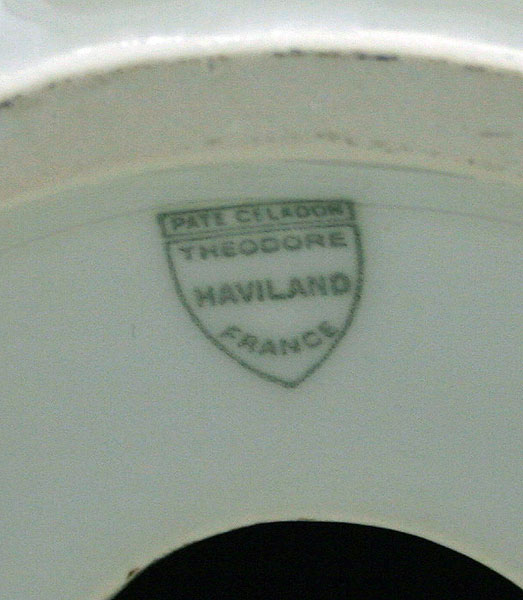 PATE CELADON
THEODORE
HAVILAND
FRANCE